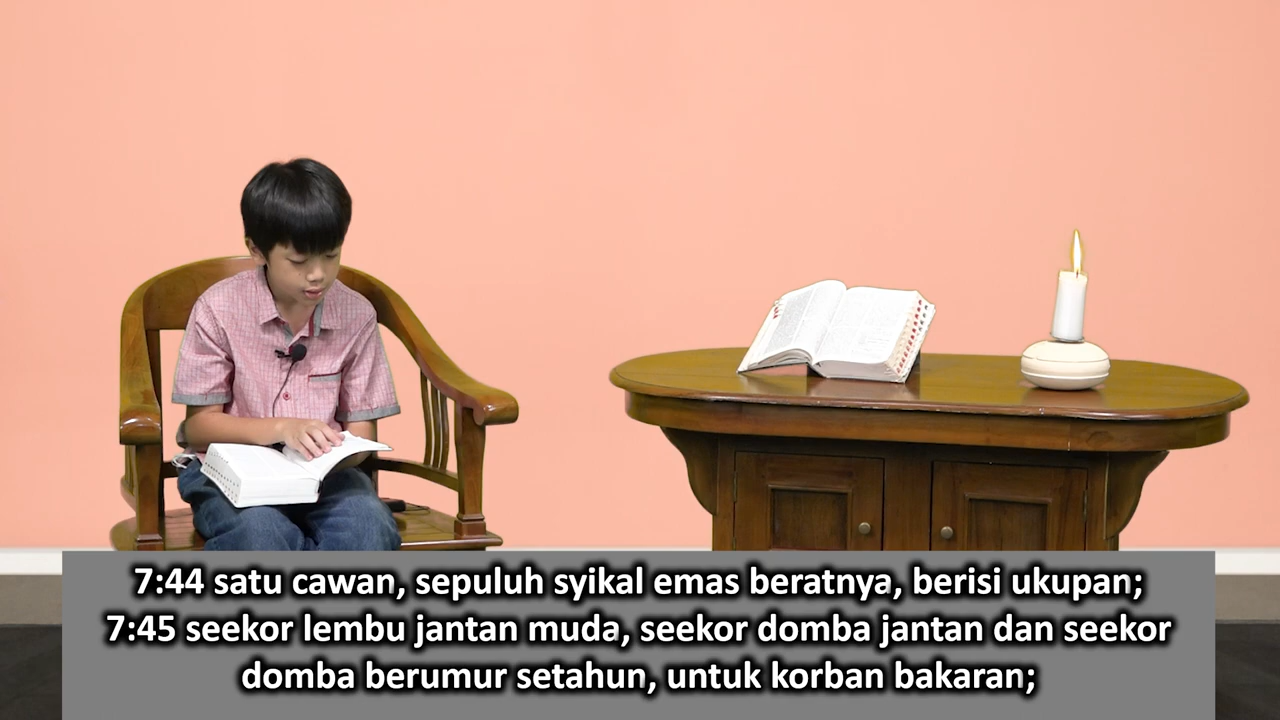 7:44 satu cawan, sepuluh syikal emas beratnya, berisi ukupan;
7:45 seekor lembu jantan muda, seekor domba jantan dan seekor
domba berumur setahun, untuk korban bakaran;